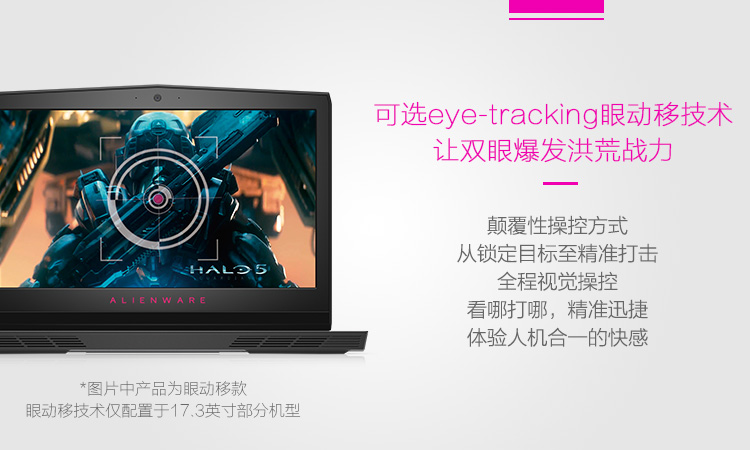 可选eye-tracking眼动移技术
让双眼爆发洪荒战力
颠覆性操控方式
从锁定目标至精准打击
全程视觉操控
看哪打哪，精准迅捷
体验人机合一的快感
HALO 5
ALIENWARE
*图片中产品为眼动移款
眼动移技术仅配置于17.3英寸部分机型